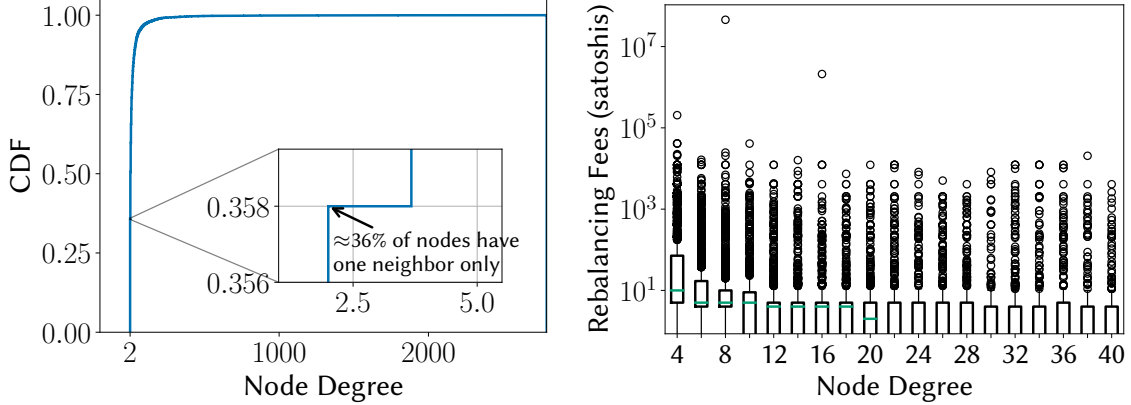 1.00
0.75
0.50
0.25
0.00
CDF
0.358
0.356
≈36% of nodes have
one neighbor only
2.5 5.0
2 1000 2000
Node Degree
Rebalancing Fees (satoshis)
10^7
10^5
10^3
10^1
4 8 12 16 20 24 28 32 36 40
Node Degree